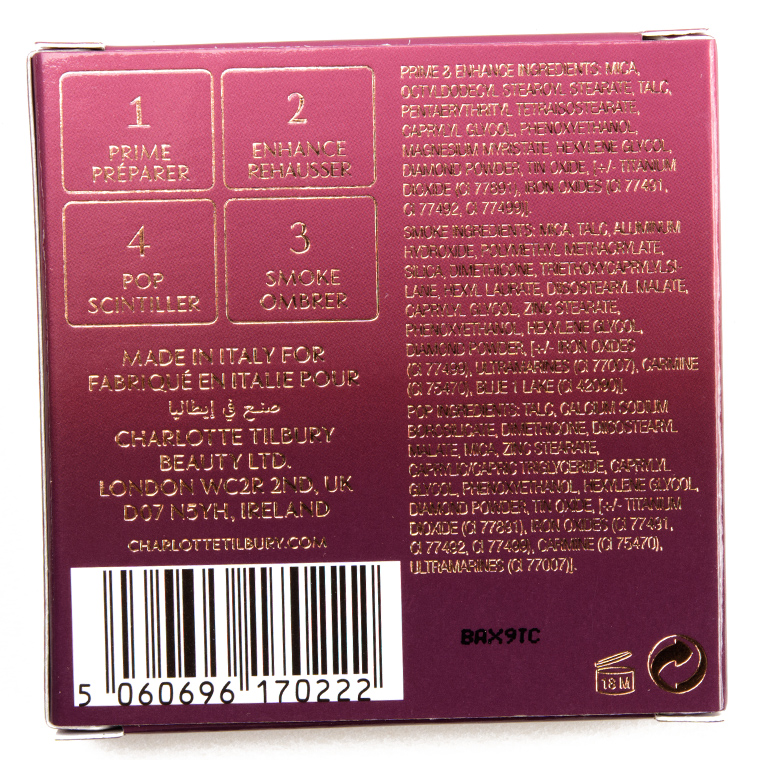 1
PRIME
PRÉPARER
2
ENHANCE
REHAUSSER
4
POP
SCINTILLER
3
SMOKE
OMBRER
MADE IN ITALY FOR
FABRIQUÉ EN ITALIE POUR
صنع في إيطاليا
CHARLOTTE TILBURY
BEAUTY LTD.
LONDON WC2R 2ND, UK
D07 N5YH, IRELAND
CHARLOTTETILBURY.COM
5 060696 170222
PRIME & ENHANCE INGREDIENTS: MICA,
OCTYLDODECYL STEAROYL STEARATE, TALC,
PENTAERYTHRITYL TETRAISOSTEARATE,
CAPRYLYL GLYCOL, PHENOXYETHANOL,
MAGNESIUM MYRISTATE, HEXYLENE GLYCOL,
DIAMOND POWDER, TIN OXIDE, [+/- TITANIUM
DIOXIDE (CI 77891), IRON OXIDES (CI 77491,
CI 77492, CI 77499)].
SMOKE INGREDIENTS: MICA, TALC, ALUMINUM
HYDROXIDE, POLYMETHYL METHACRYLATE,
SILICA, DIMETHICONE, TRIETHOXYCAPRYLYLSI-
LANE, HEXYL LAURATE, DIISOSTEARYL MALATE,
CAPRYLYL GLYCOL, ZINC STEARATE,
PHENOXYETHANOL, HEXYLENE GLYCOL,
DIAMOND POWDER, [+/- IRON OXIDES
(CI 77499), ULTRAMARINES (CI 77007), CARMINE
(CI 75470), BLUE 1 LAKE (CI 42090)].
POP INGREDIENTS: TALC, CALCIUM SODIUM
BOROSILICATE, DIMETHICONE, DIISOSTEARYL
MALATE, MICA, ZINC STEARATE,
CAPRYLIC/CAPRIC TRIGLYCERIDE, CAPRYLYL
GLYCOL, PHENOXYETHANOL, HEXYLENE GLYCOL,
DIAMOND POWDER, TIN OXIDE, [+/- TITANIUM
DIOXIDE (CI 77891), IRON OXIDES (CI 77491,
CI 77492, CI 77499), CARMINE (CI 75470),
ULTRAMARINES (CI 77007)].
BAX9TC
18 M